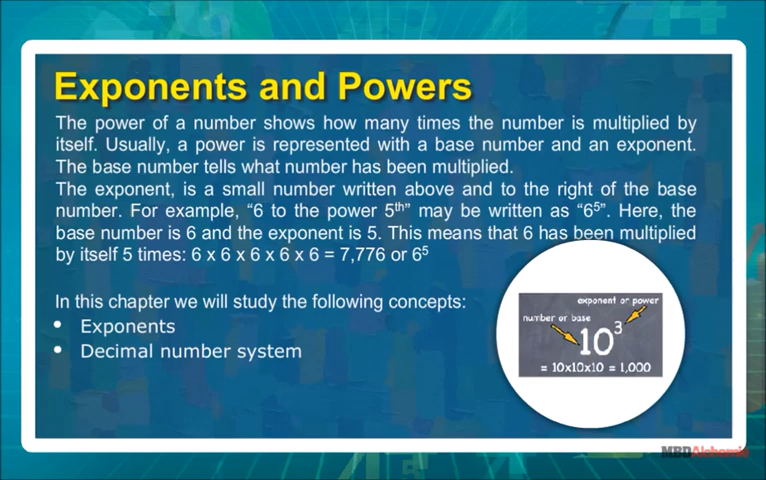 Exponents and Powers
The power of a number shows how many times the number is multiplied by
itself. Usually, a power is represented with a base number and an exponent.
The base number tells what number has been multiplied.
The exponent, is a small number written above and to the right of the base
number. For example, “6 to the power 5ᵗʰ” may be written as “6⁵”. Here, the
base number is 6 and the exponent is 5. This means that 6 has been multiplied
by itself 5 times: 6 x 6 x 6 x 6 x 6 = 7,776 or 6⁵
In this chapter we will study the following concepts:
• Exponents
• Decimal number system
exponent or power
number or base
10³
= 10x10x10 = 1,000